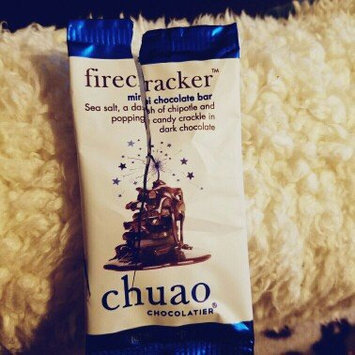 firecracker™
mini chocolate bar
Sea salt, a dash of chipotle and
popping candy crackle in
dark chocolate
chuao
CHOCOLATIER®